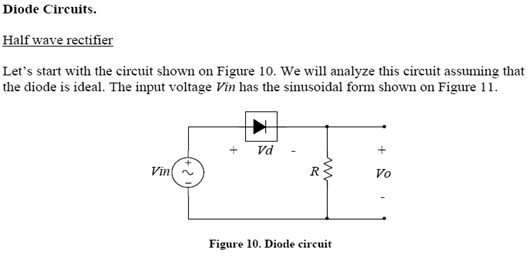 Diode Circuits.
Half wave rectifier
Let's start with the circuit shown on Figure 10. We will analyze this circuit assuming that
the diode is ideal. The input voltage Vin has the sinusoidal form shown on Figure 11.
+ Vd - +
Vin + R Vo
- -
Figure 10. Diode circuit